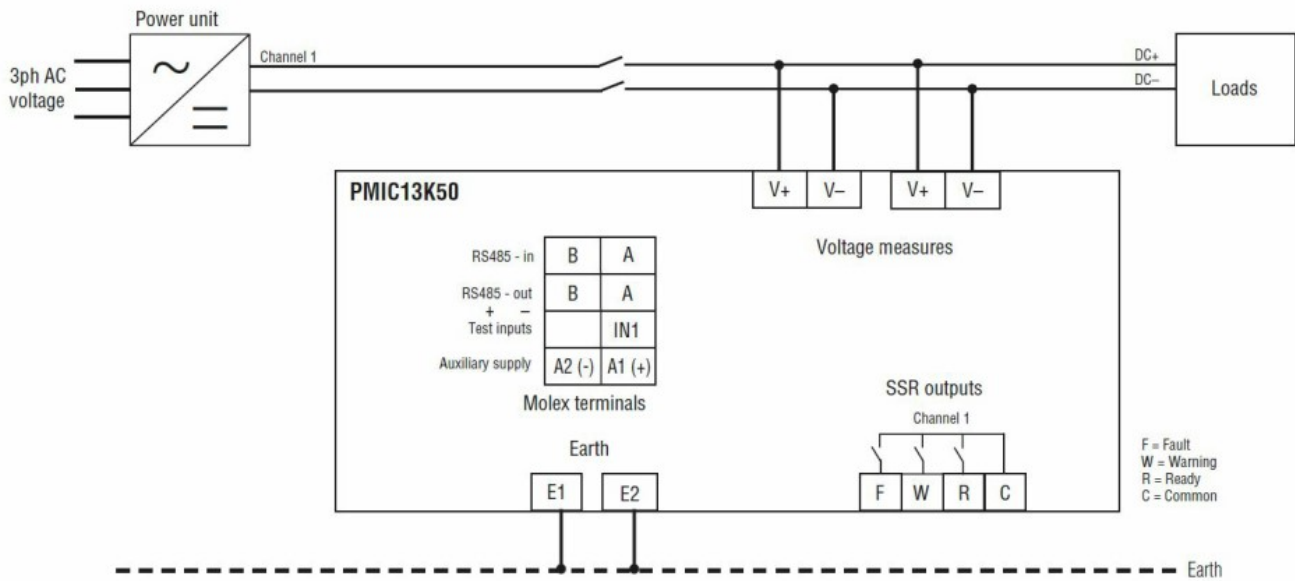 Power unit
3ph AC
voltage
Channel 1
DC+
DC–
Loads
PMIC13K50
V+ V– V+ V–
Voltage measures
RS485 - in B A
RS485 - out B A
+ –
Test inputs IN1
Auxiliary supply A2 (-) A1 (+)
Molex terminals
SSR outputs
Channel 1
Earth
E1 E2
F W R C
F = Fault
W = Warning
R = Ready
C = Common
Earth